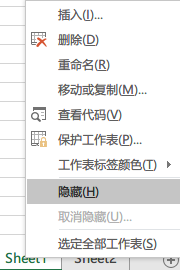 插入(I)...
删除(D)
重命名(R)
移动或复制(M)...
查看代码(V)
保护工作表(P)...
工作表标签颜色(T)
隐藏(H)
取消隐藏(U)...
选定全部工作表(S)
Sheet1 Sheet2